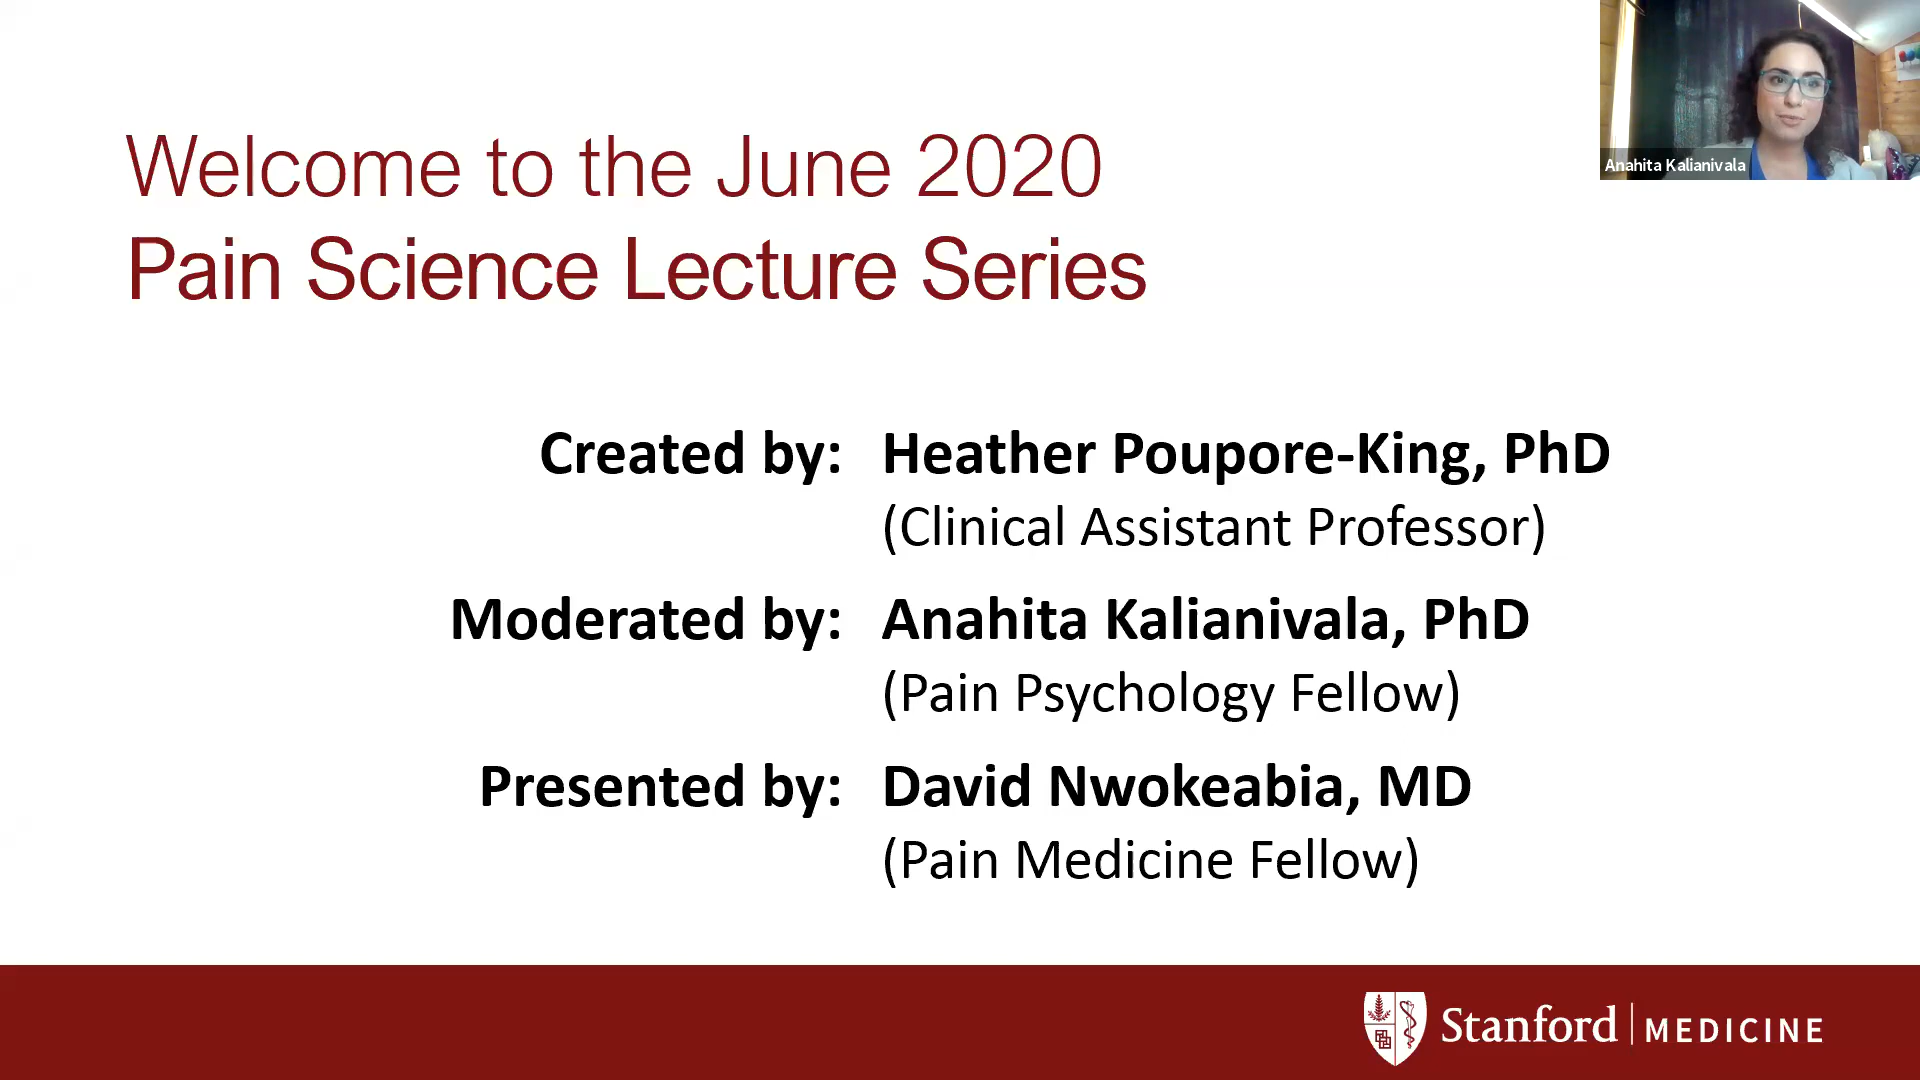 Welcome to the June 2020
Pain Science Lecture Series
Anahita Kalianivala
Created by: Heather Poupore-King, PhD
(Clinical Assistant Professor)
Moderated by: Anahita Kalianivala, PhD
(Pain Psychology Fellow)
Presented by: David Nwokeabia, MD
(Pain Medicine Fellow)
Stanford MEDICINE